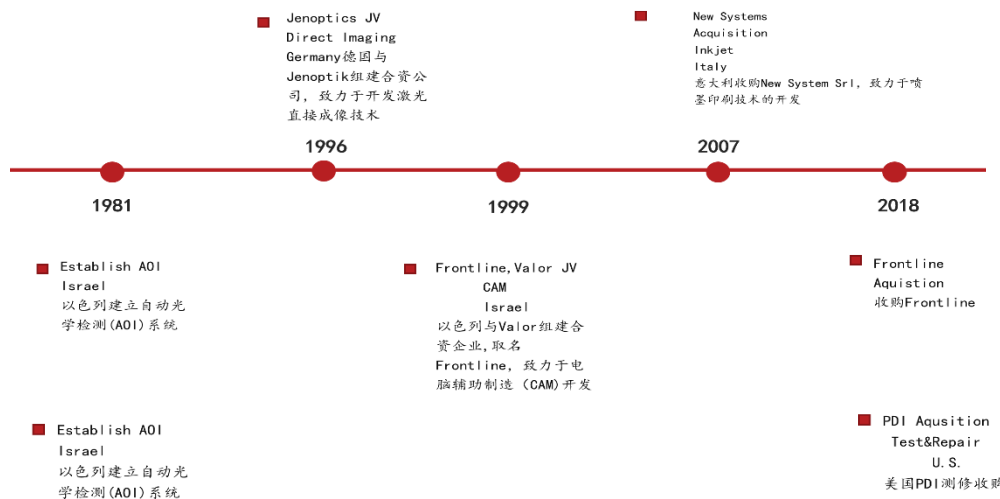 Jenoptics JV
Direct Imaging
Germany德国与
Jenoptik组建合资公
司, 致力于开发激光
直接成像技术
1996
New Systems
Acquisition
Inkjet
Italy
意大利收购New System Srl, 致力于喷
墨印刷技术的开发
2007
1981
1999
2018
Establish AOI
Israel
以色列建立自动光
学检测(AOI)系统
Frontline,Valor JV
CAM
Israel
以色列与Valor组建合
资企业,取名
Frontline, 致力于电
脑辅助制造 (CAM)开发
Frontline
Aquistion
收购Frontline
Establish AOI
Israel
以色列建立自动光
学检测(AOI)系统
PDI Aqusition
Test&Repair
U.S.
美国PDI测修收购